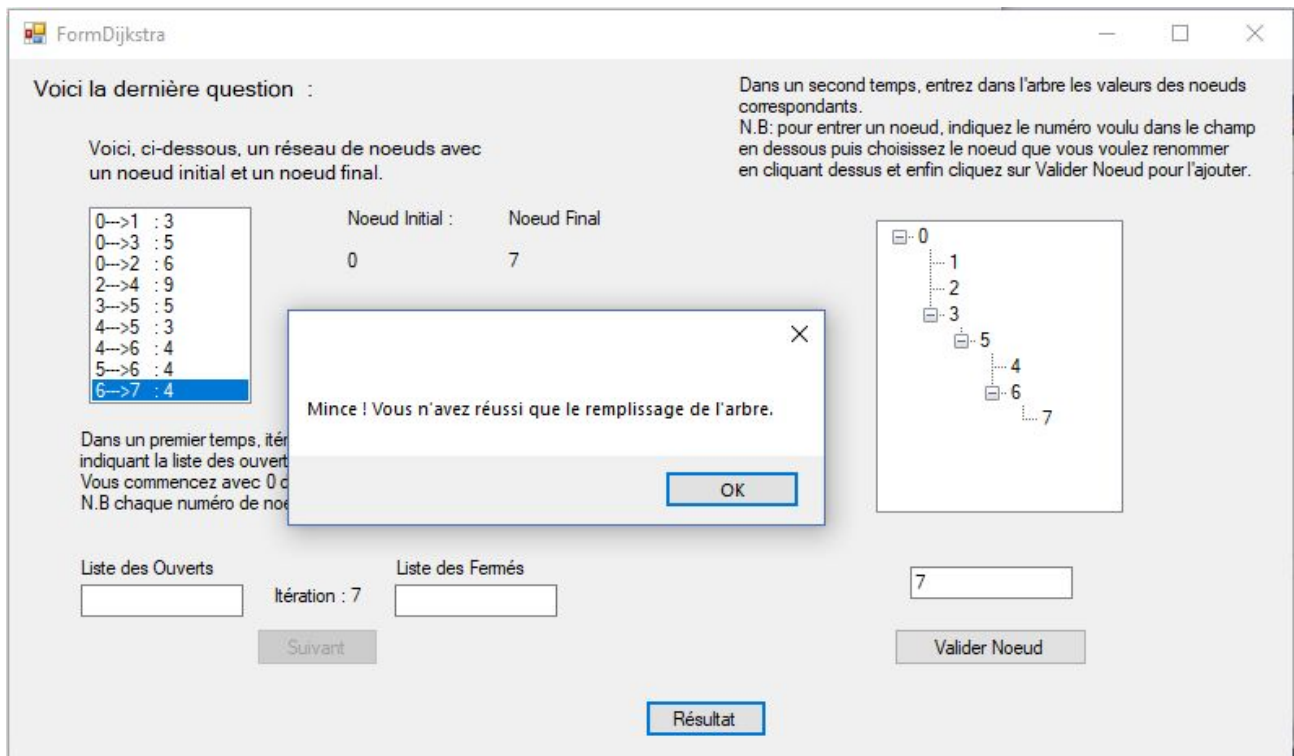 FormDijkstra
Voici la dernière question :
Voici, ci-dessous, un réseau de noeuds avec
un noeud initial et un noeud final.
0--->1 : 3
0--->3 : 5
0--->2 : 6
2--->4 : 9
3--->5 : 5
4--->5 : 3
4--->6 : 4
5--->6 : 4
6--->7 : 4
Noeud Initial :
0
Noeud Final
7
Dans un premier temps, itér
indiquant la liste des ouvert
Vous commencez avec 0 d
N.B chaque numéro de noe
Liste des Ouverts
Itération : 7
Liste des Fermés
Suivant
Dans un second temps, entrez dans l'arbre les valeurs des noeuds
correspondants.
N.B: pour entrer un noeud, indiquez le numéro voulu dans le champ
en dessous puis choisissez le noeud que vous voulez renommer
en cliquant dessus et enfin cliquez sur Valider Noeud pour l'ajouter.
0
1
2
3
5
4
6
7
7
Valider Noeud
Résultat
Mince ! Vous n'avez réussi que le remplissage de l'arbre.
OK